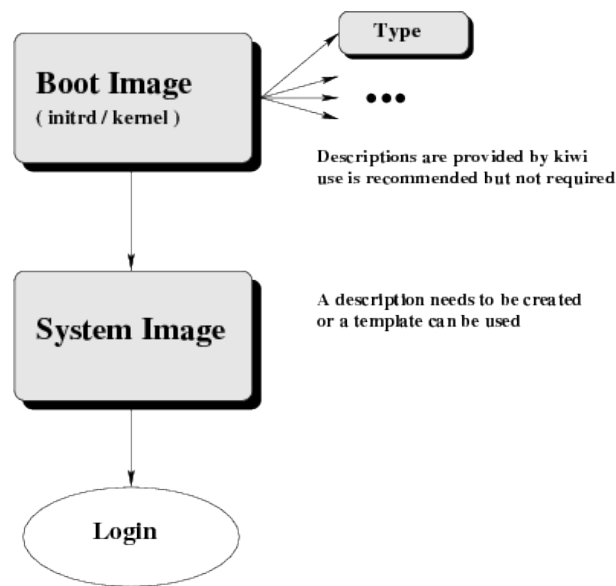 Type
Boot Image
( initrd / kernel )
●●●
Descriptions are provided by kiwi
use is recommended but not required
System Image
A description needs to be created
or a template can be used
Login